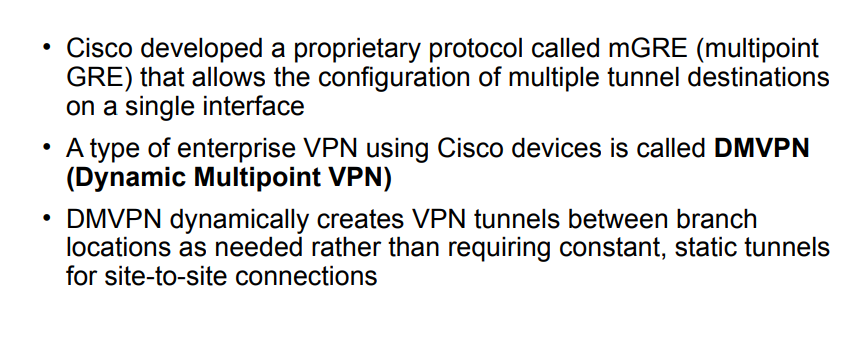 • Cisco developed a proprietary protocol called mGRE (multipoint
GRE) that allows the configuration of multiple tunnel destinations
on a single interface
• A type of enterprise VPN using Cisco devices is called DMVPN
(Dynamic Multipoint VPN)
• DMVPN dynamically creates VPN tunnels between branch
locations as needed rather than requiring constant, static tunnels
for site-to-site connections